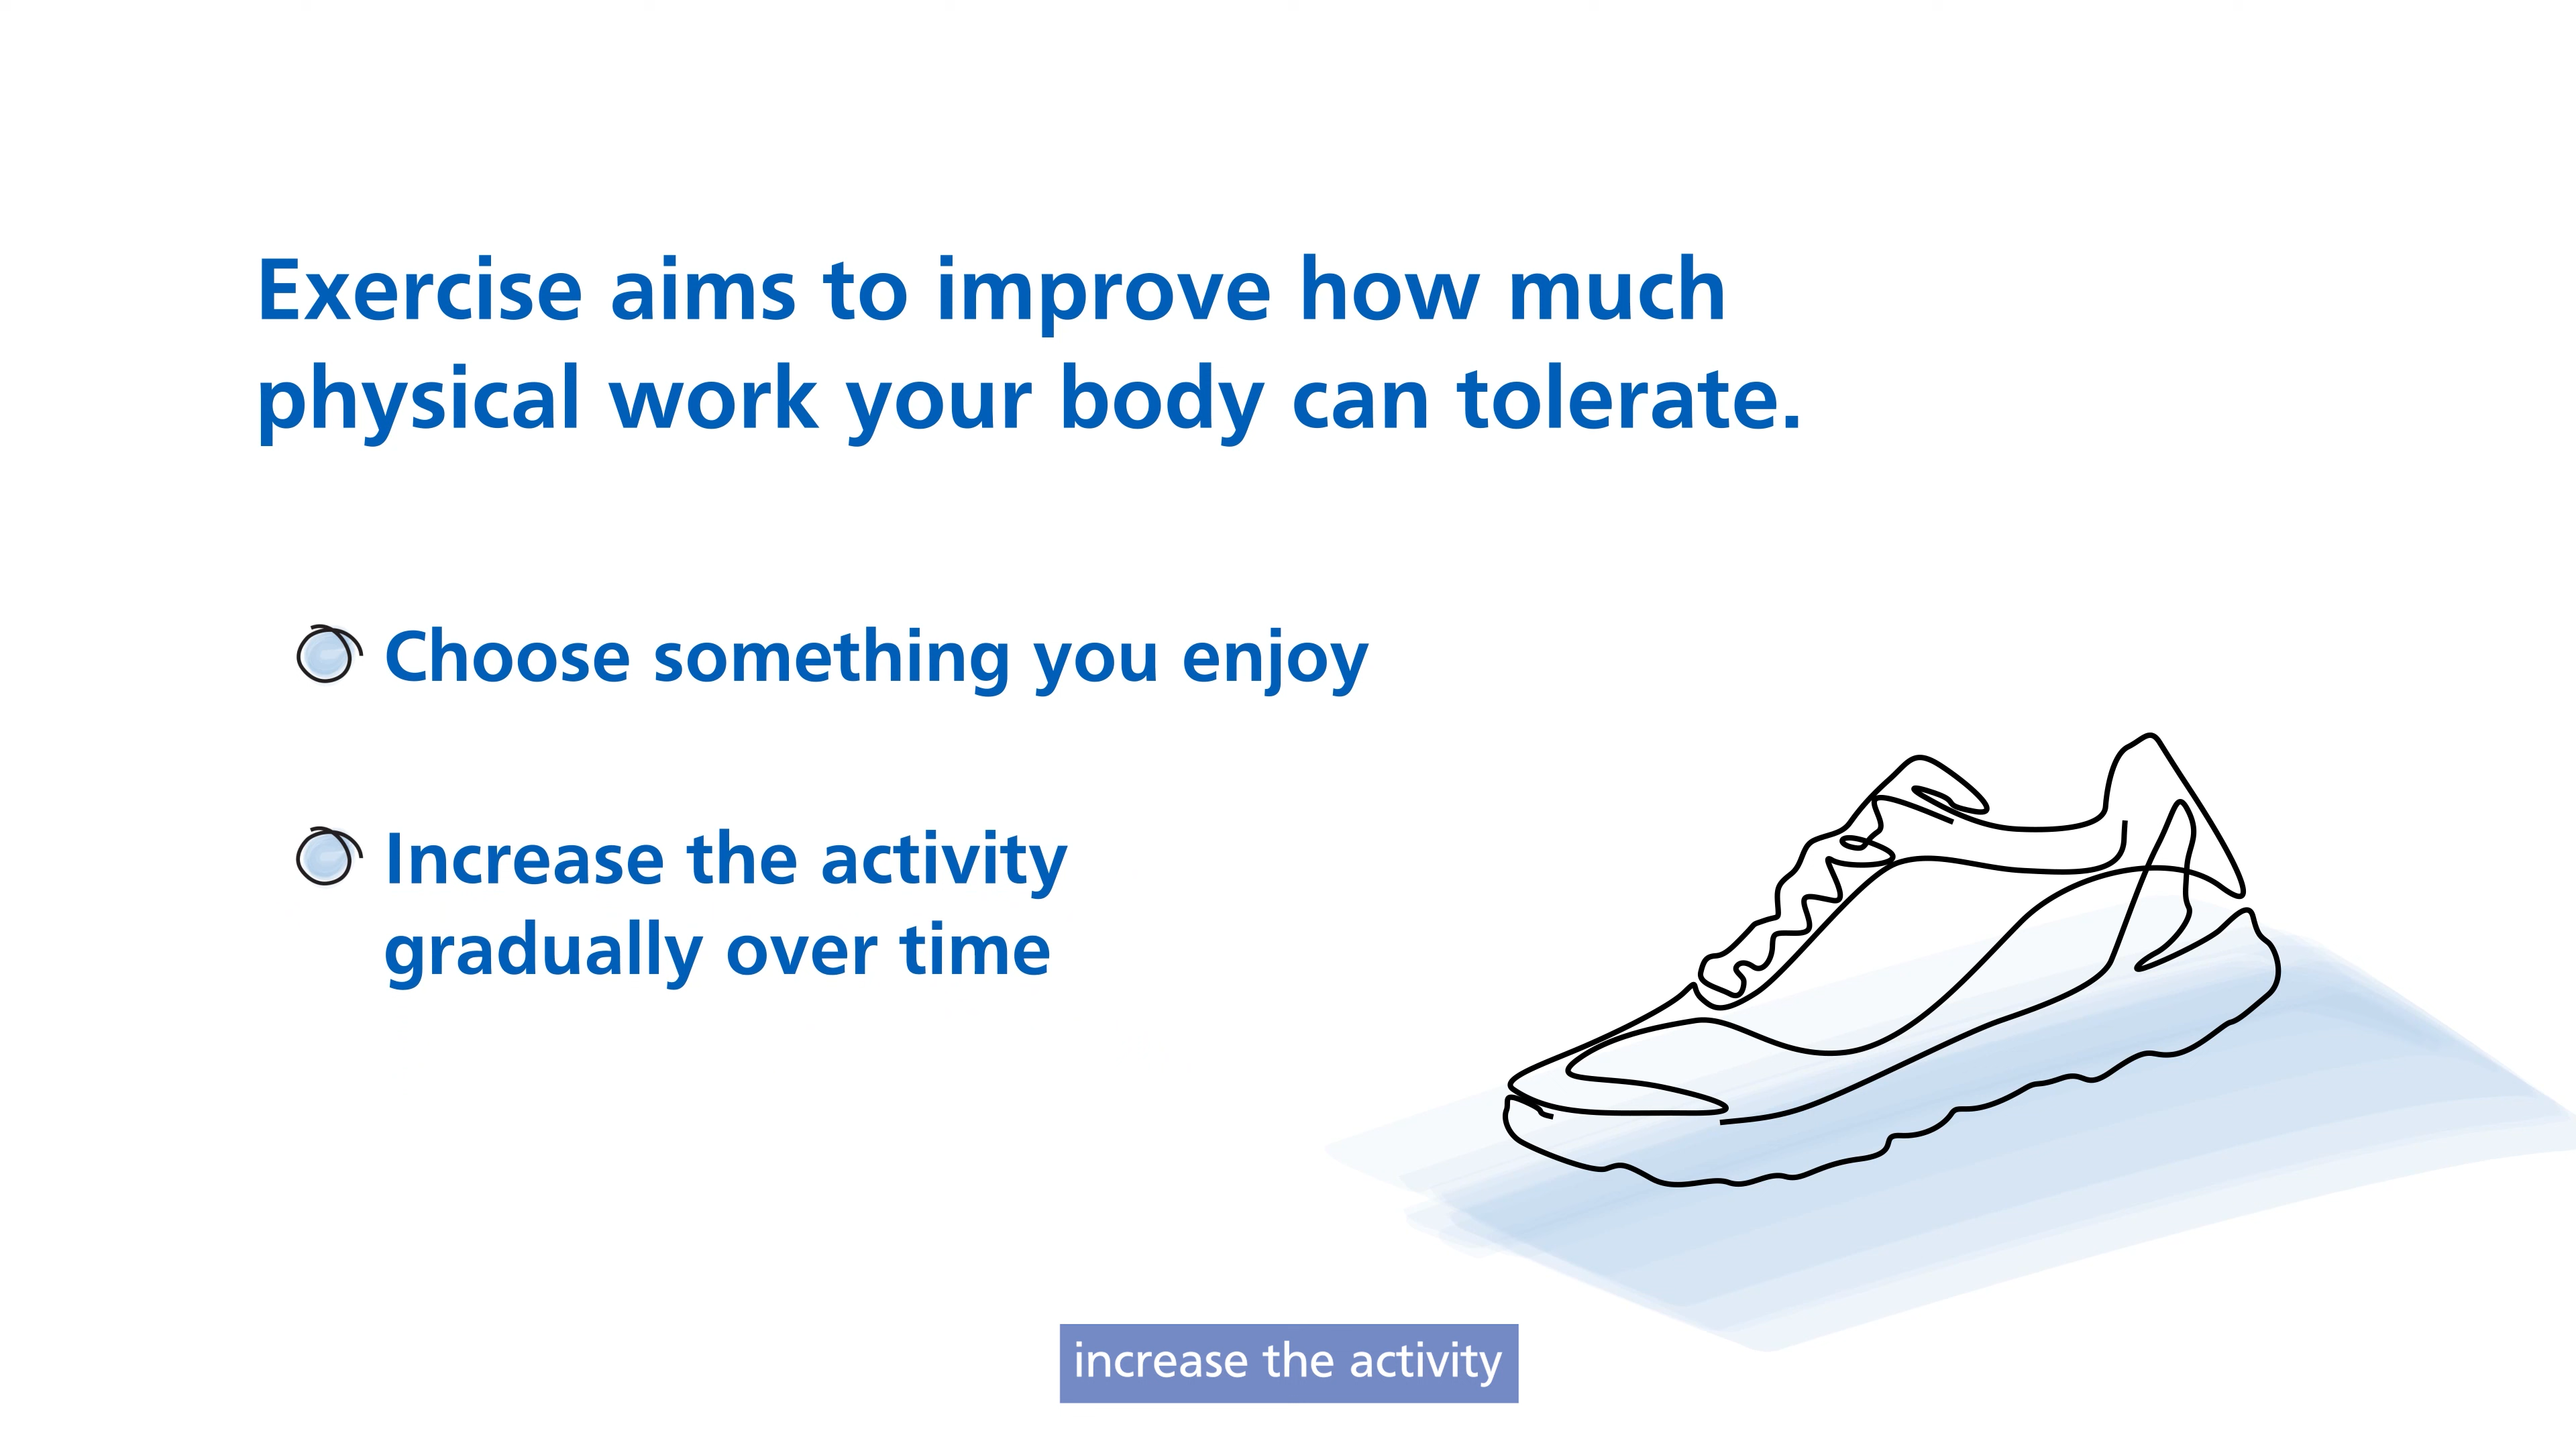 Exercise aims to improve how much
physical work your body can tolerate.
Choose something you enjoy
Increase the activity
gradually over time
increase the activity